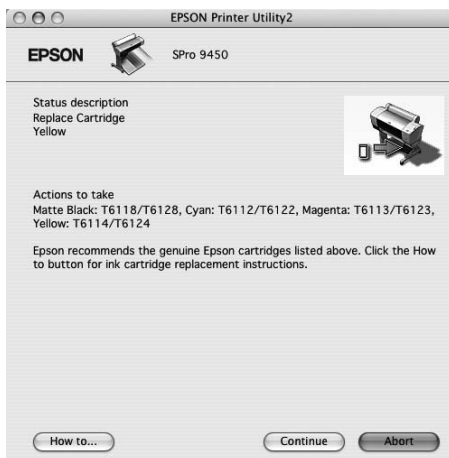 EPSON Printer Utility2
EPSON
SPro 9450
Status description
Replace Cartridge
Yellow
Actions to take
Matte Black: T6118/T6128, Cyan: T6112/T6122, Magenta: T6113/T6123,
Yellow: T6114/T6124
Epson recommends the genuine Epson cartridges listed above. Click the How
to button for ink cartridge replacement instructions.
How to...
Continue
Abort